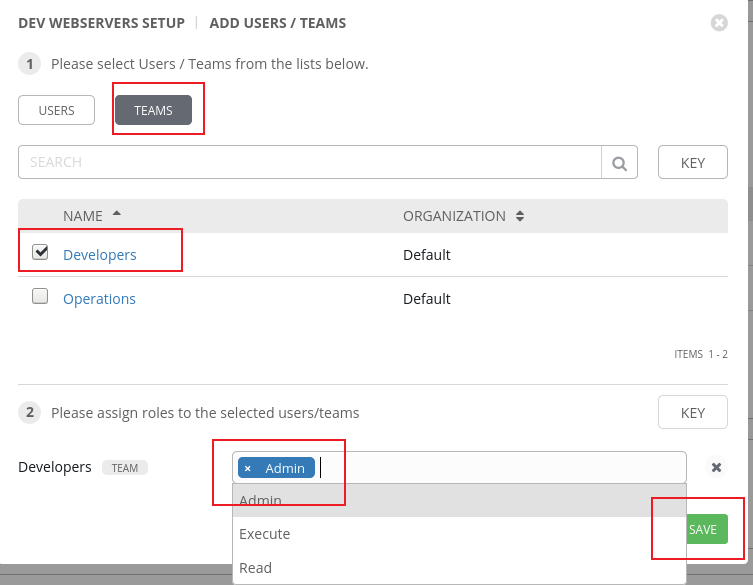 DEV WEBSERVERS SETUP | ADD USERS / TEAMS
1 Please select Users / Teams from the lists below.
USERS TEAMS
SEARCH KEY
NAME ORGANIZATION
Developers Default
Operations Default
ITEMS 1 - 2
2 Please assign roles to the selected users/teams
KEY
Developers TEAM × Admin
Admin
SAVE
Execute
Read